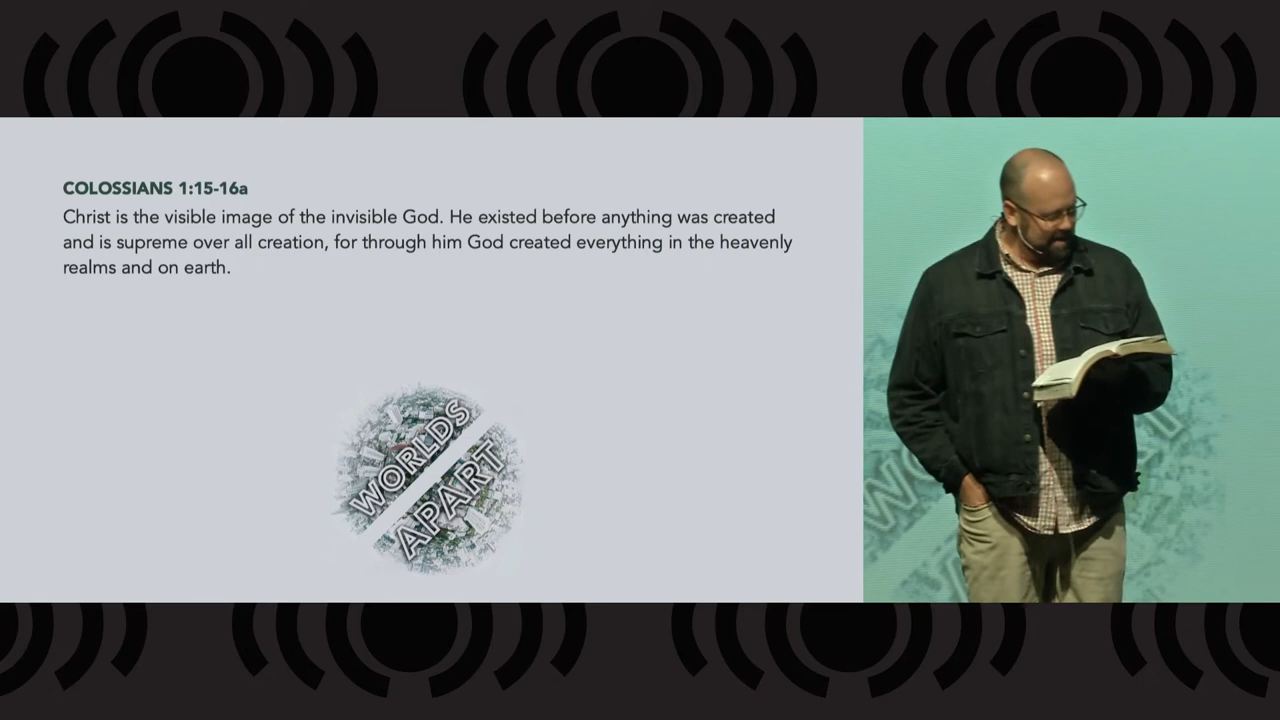 COLOSSIANS 1:15-16a
Christ is the visible image of the invisible God. He existed before anything was created
and is supreme over all creation, for through him God created everything in the heavenly
realms and on earth.
WORLDS
APART
WO